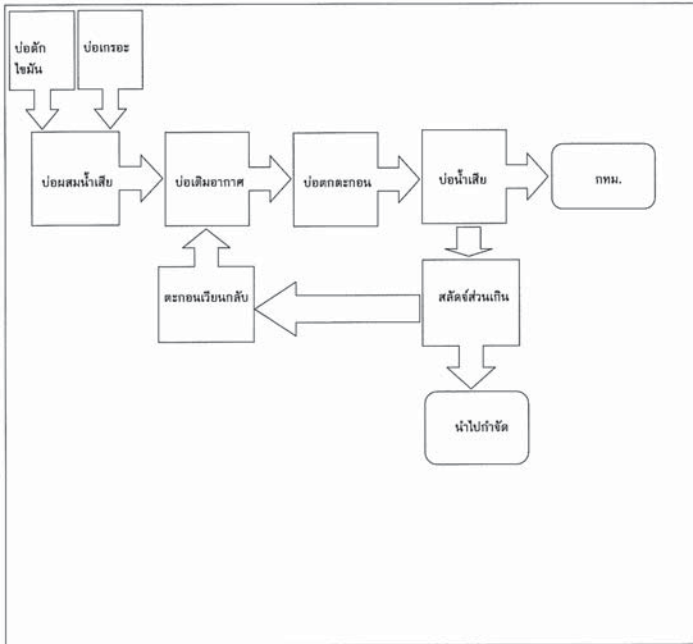 บ่อดัก
ไขมัน
บ่อเกรอะ
บ่อผสมน้ำเสีย
บ่อเติมอากาศ
บ่อตกตะกอน
บ่อน้ำเสีย
กทม.
ตะกอนเวียนกลับ
สลัดจ์ส่วนเกิน
นำไปกำจัด